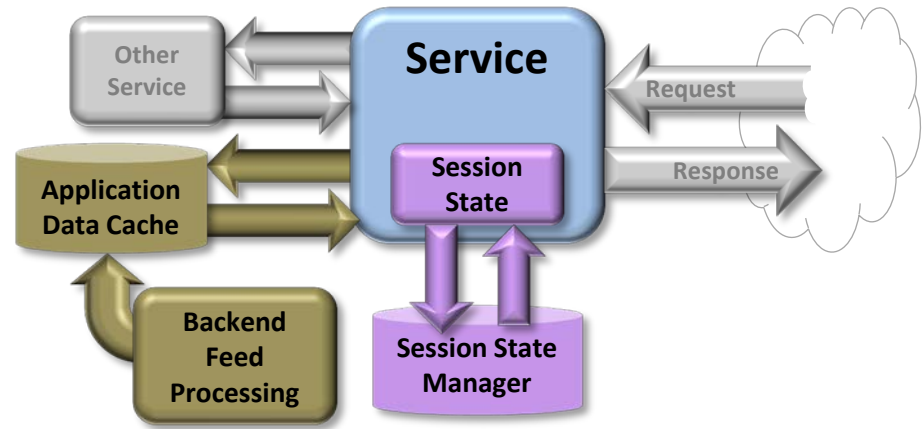 Other
Service
Service
Request
Response
Session
State
Application
Data Cache
Backend
Feed
Processing
Session State
Manager